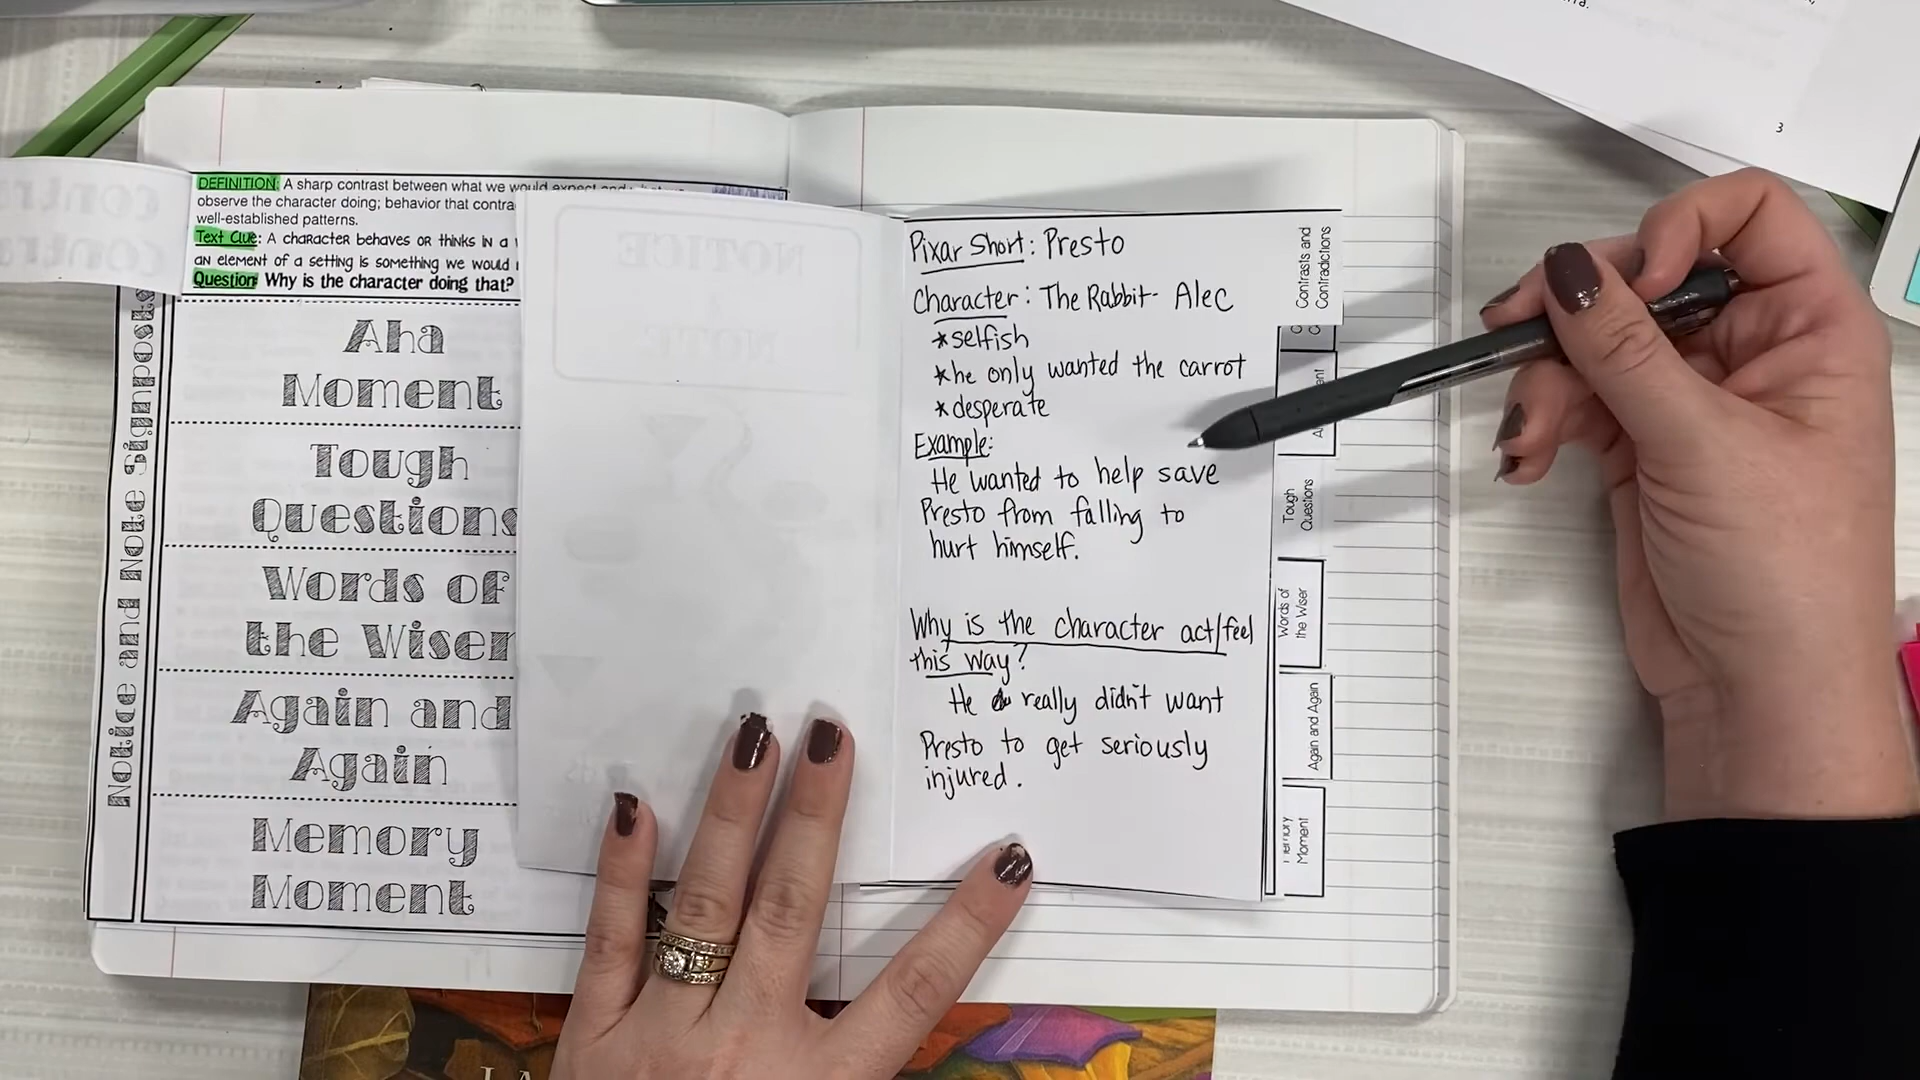 3
DEFINITION: A sharp contrast between what we would expect and
observe the character doing; behavior that contra
well-established patterns.
Text Clue: A character behaves or thinks in a
an element of a setting is something we would
Question: Why is the character doing that?
Notice and Note Signposts
Aha
Moment
Tough
Questions
Words of
the Wiser
Again and
Again
Memory
Moment
NOTICE
&
NOTE
Pixar Short: Presto
Character: The Rabbit- Alec
*selfish
*he only wanted the carrot
*desperate
Example:
He wanted to help save
Presto from falling to
hurt himself.
Why is the character act/feel
this way?
He really didn't want
Presto to get seriously
injured.
Contrasts and
Contradictions
Tough
Questions
Words of
the Wiser
Again and Again
Memory
Moment